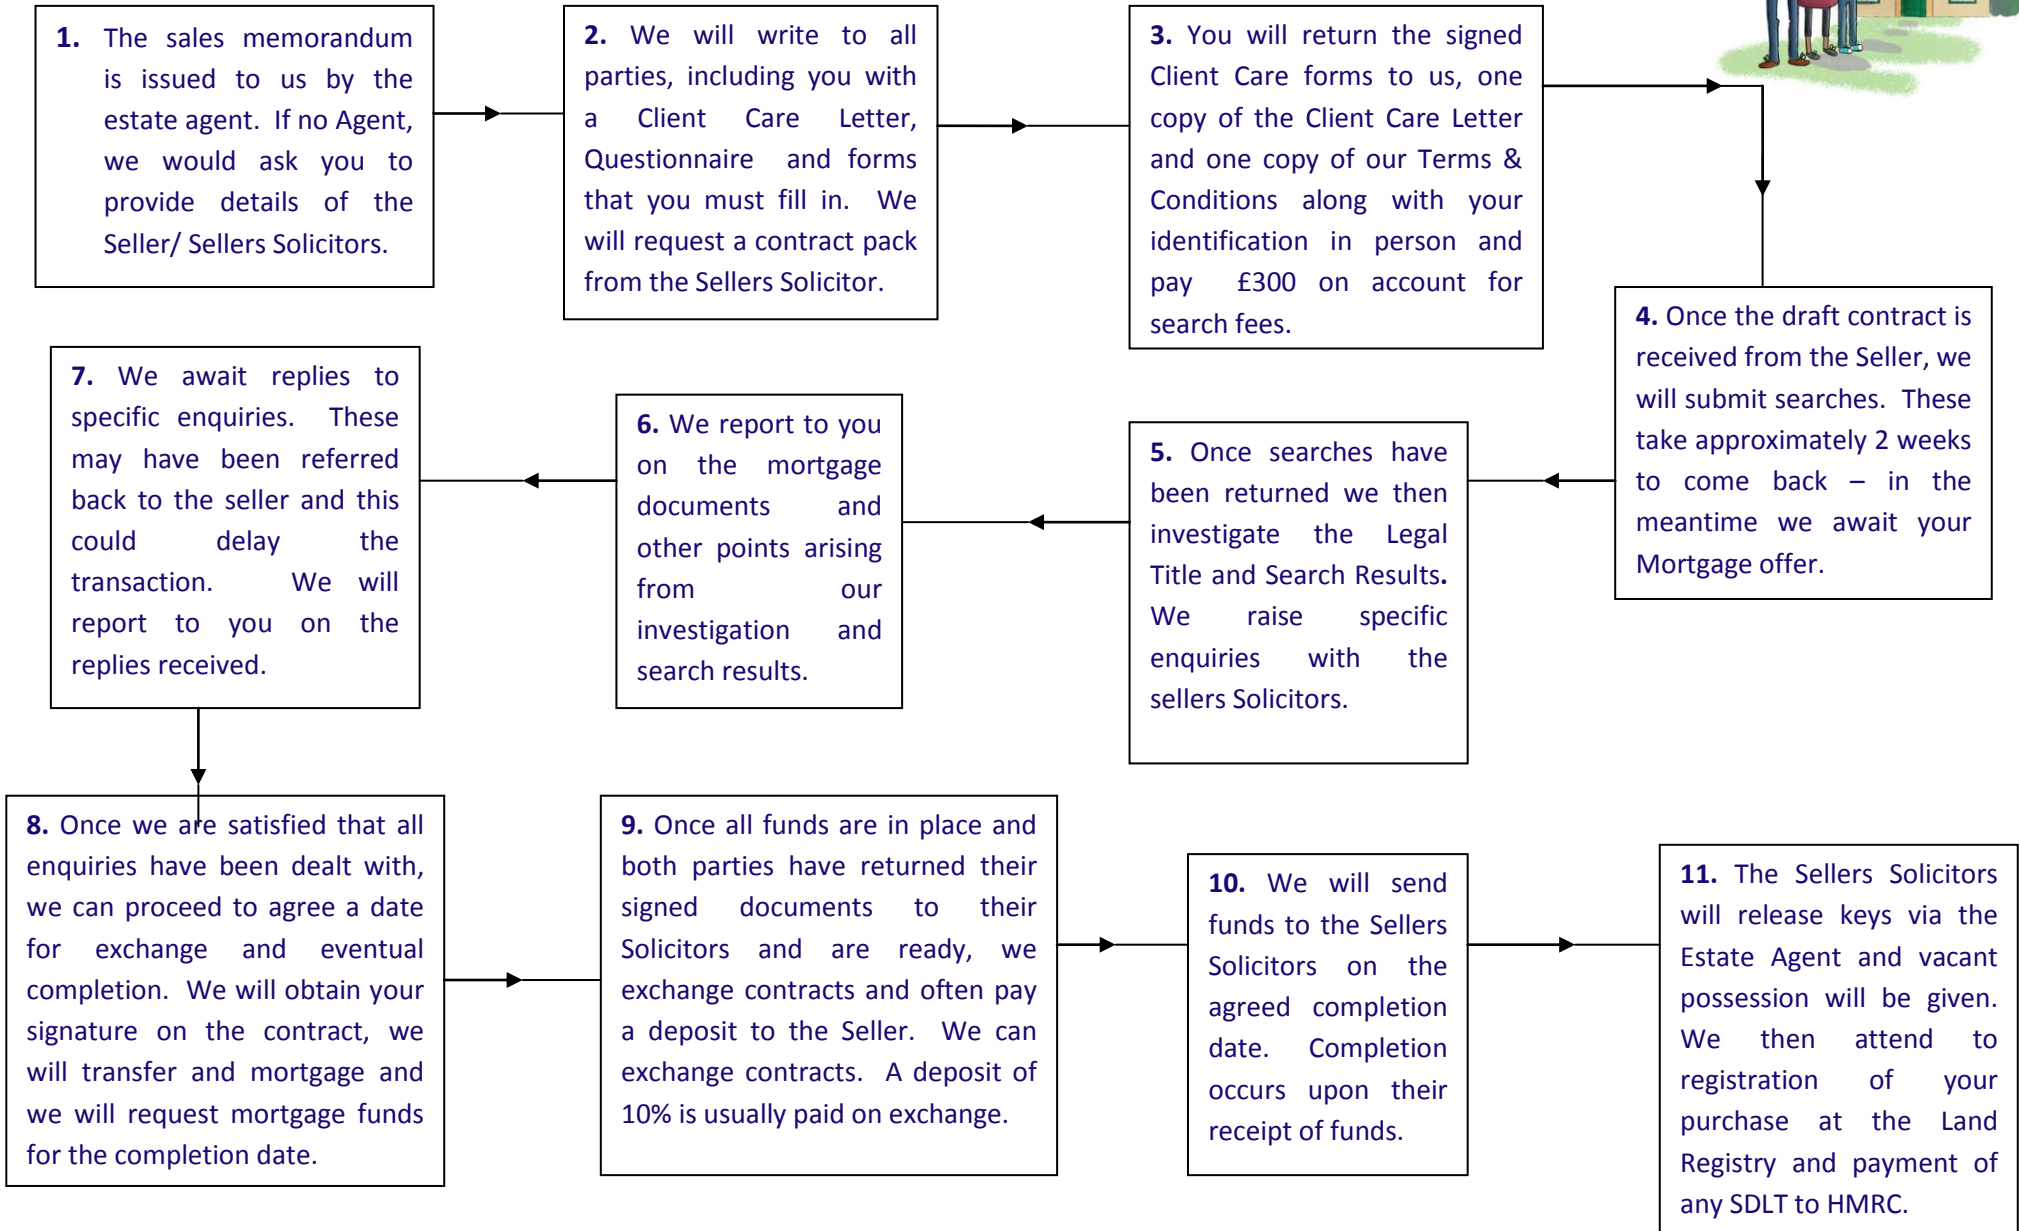 1. The sales memorandum
is issued to us by the
estate agent. If no Agent,
we would ask you to
provide details of the
Seller/ Sellers Solicitors.
2. We will write to all
parties, including you with
a Client Care Letter,
Questionnaire and forms
that you must fill in. We
will request a contract pack
from the Sellers Solicitor.
3. You will return the signed
Client Care forms to us, one
copy of the Client Care Letter
and one copy of our Terms &
Conditions along with your
identification in person and
pay £300 on account for
search fees.
4. Once the draft contract is
received from the Seller, we
will submit searches. These
take approximately 2 weeks
to come back – in the
meantime we await your
Mortgage offer.
5. Once searches have
been returned we then
investigate the Legal
Title and Search Results.
We raise specific
enquiries with the
sellers Solicitors.
6. We report to you
on the mortgage
documents and
other points arising
from our
investigation and
search results.
7. We await replies to
specific enquiries. These
may have been referred
back to the seller and this
could delay the
transaction. We will
report to you on the
replies received.
8. Once we are satisfied that all
enquiries have been dealt with,
we can proceed to agree a date
for exchange and eventual
completion. We will obtain your
signature on the contract, we
will transfer and mortgage and
we will request mortgage funds
for the completion date.
9. Once all funds are in place and
both parties have returned their
signed documents to their
Solicitors and are ready, we
exchange contracts and often pay
a deposit to the Seller. We can
exchange contracts. A deposit of
10% is usually paid on exchange.
10. We will send
funds to the Sellers
Solicitors on the
agreed completion
date. Completion
occurs upon their
receipt of funds.
11. The Sellers Solicitors
will release keys via the
Estate Agent and vacant
possession will be given.
We then attend to
registration of your
purchase at the Land
Registry and payment of
any SDLT to HMRC.